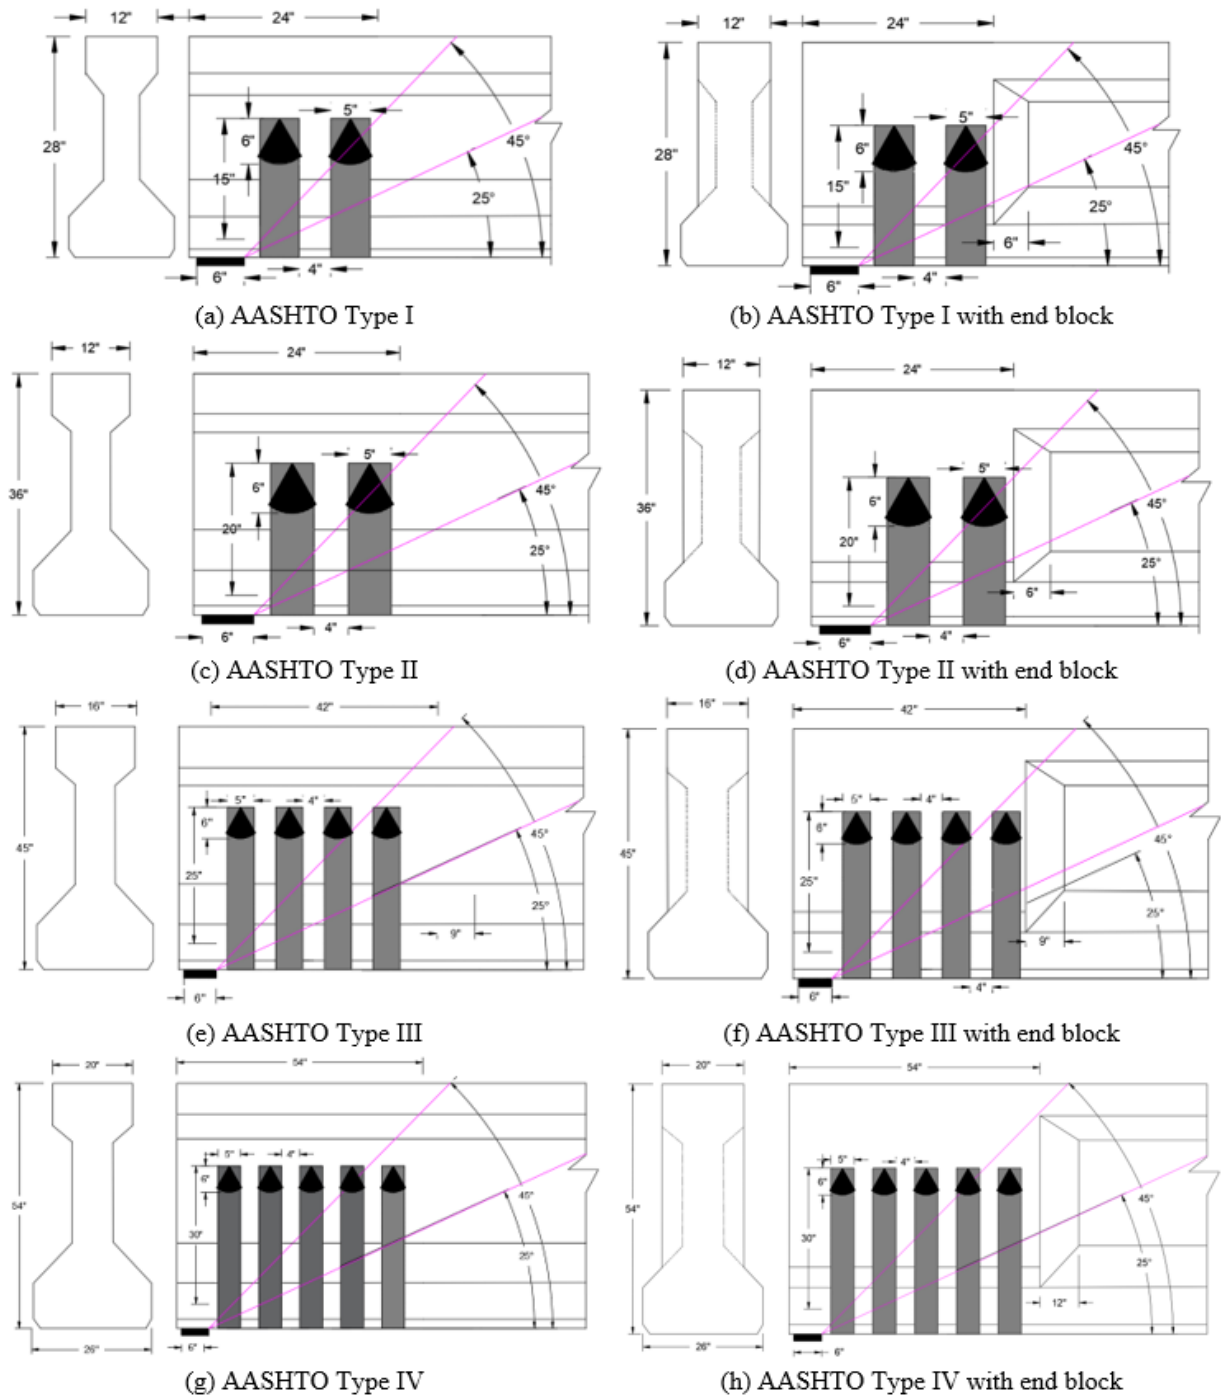 12" 24"
28" 6" 5" 15" 45° 25°
6" 4"
(a) AASHTO Type I
12" 24"
28" 6" 5" 15" 45° 25° 6"
6" 4"
(b) AASHTO Type I with end block
12" 24"
36" 6" 5" 20" 45° 25°
6" 4"
(c) AASHTO Type II
12" 24"
36" 6" 5" 20" 45° 25° 6"
6" 4"
(d) AASHTO Type II with end block
16" 42"
45" 5" 4" 6" 25" 45° 25° 9"
6"
(e) AASHTO Type III
16" 42"
45" 5" 4" 6" 25" 45° 25° 9"
6" 4"
(f) AASHTO Type III with end block
20" 54"
54" 5" 4" 6" 30" 45° 25°
26" 6"
(g) AASHTO Type IV
20" 54"
54" 5" 4" 6" 30" 45° 25° 12"
26" 6"
(h) AASHTO Type IV with end block